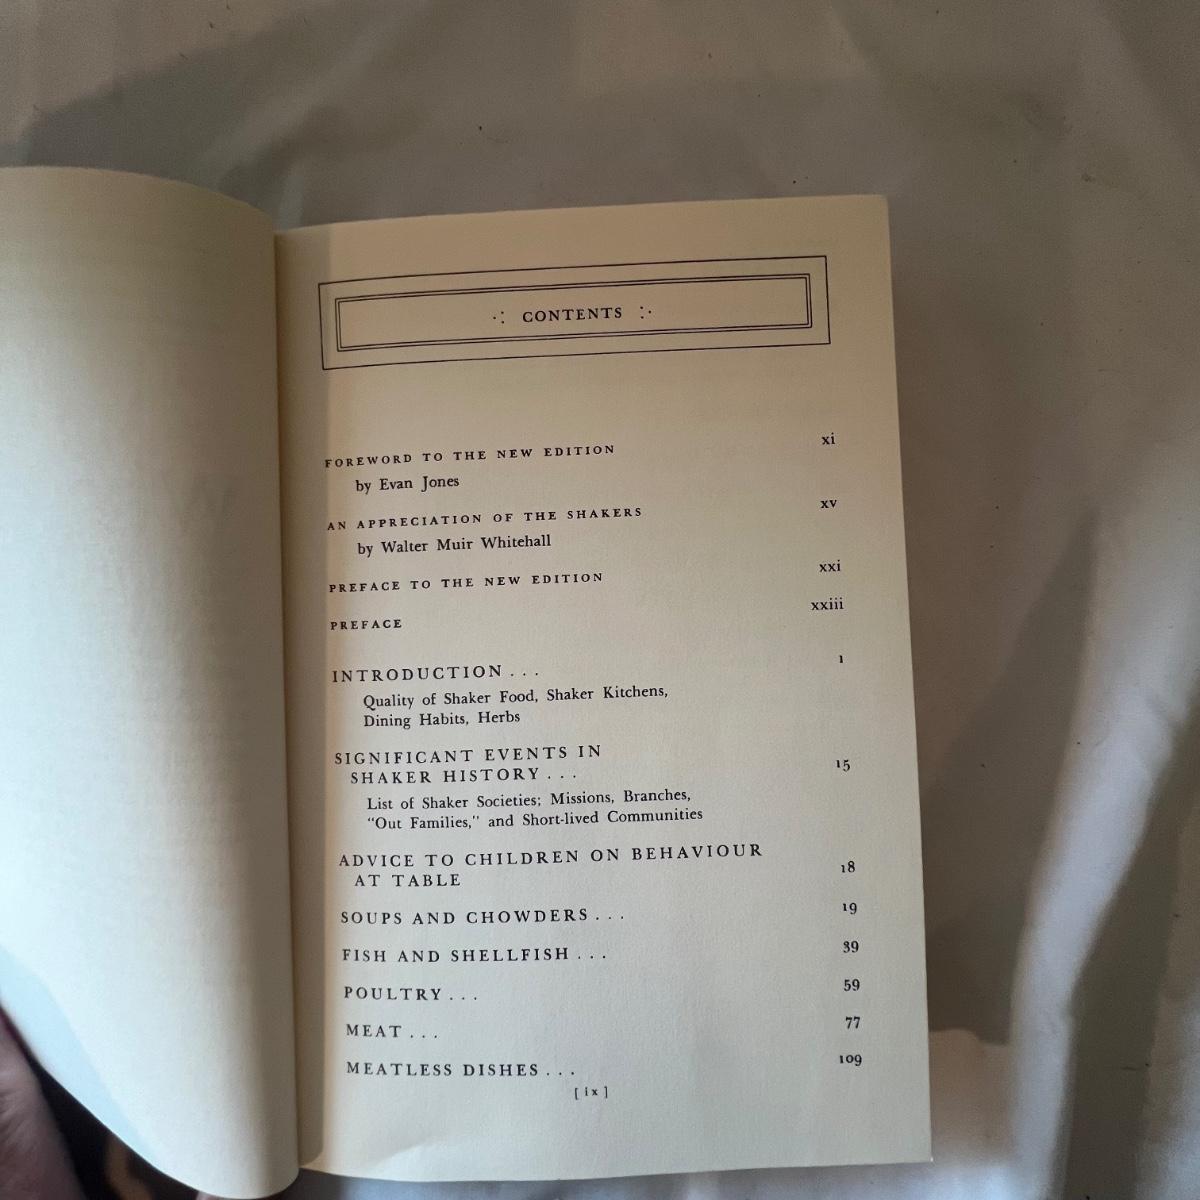 CONTENTS
FOREWORD TO THE NEW EDITION xi
by Evan Jones
AN APPRECIATION OF THE SHAKERS xv
by Walter Muir Whitehall
PREFACE TO THE NEW EDITION xxi
PREFACE xxiii
INTRODUCTION . . . 1
Quality of Shaker Food, Shaker Kitchens,
Dining Habits, Herbs
SIGNIFICANT EVENTS IN
SHAKER HISTORY . . . 15
List of Shaker Societies; Missions, Branches,
"Out Families," and Short-lived Communities
ADVICE TO CHILDREN ON BEHAVIOUR
AT TABLE 18
SOUPS AND CHOWDERS . . . 19
FISH AND SHELLFISH . . . 39
POULTRY . . . 59
MEAT . . . 77
MEATLESS DISHES . . . 109
[ ix ]